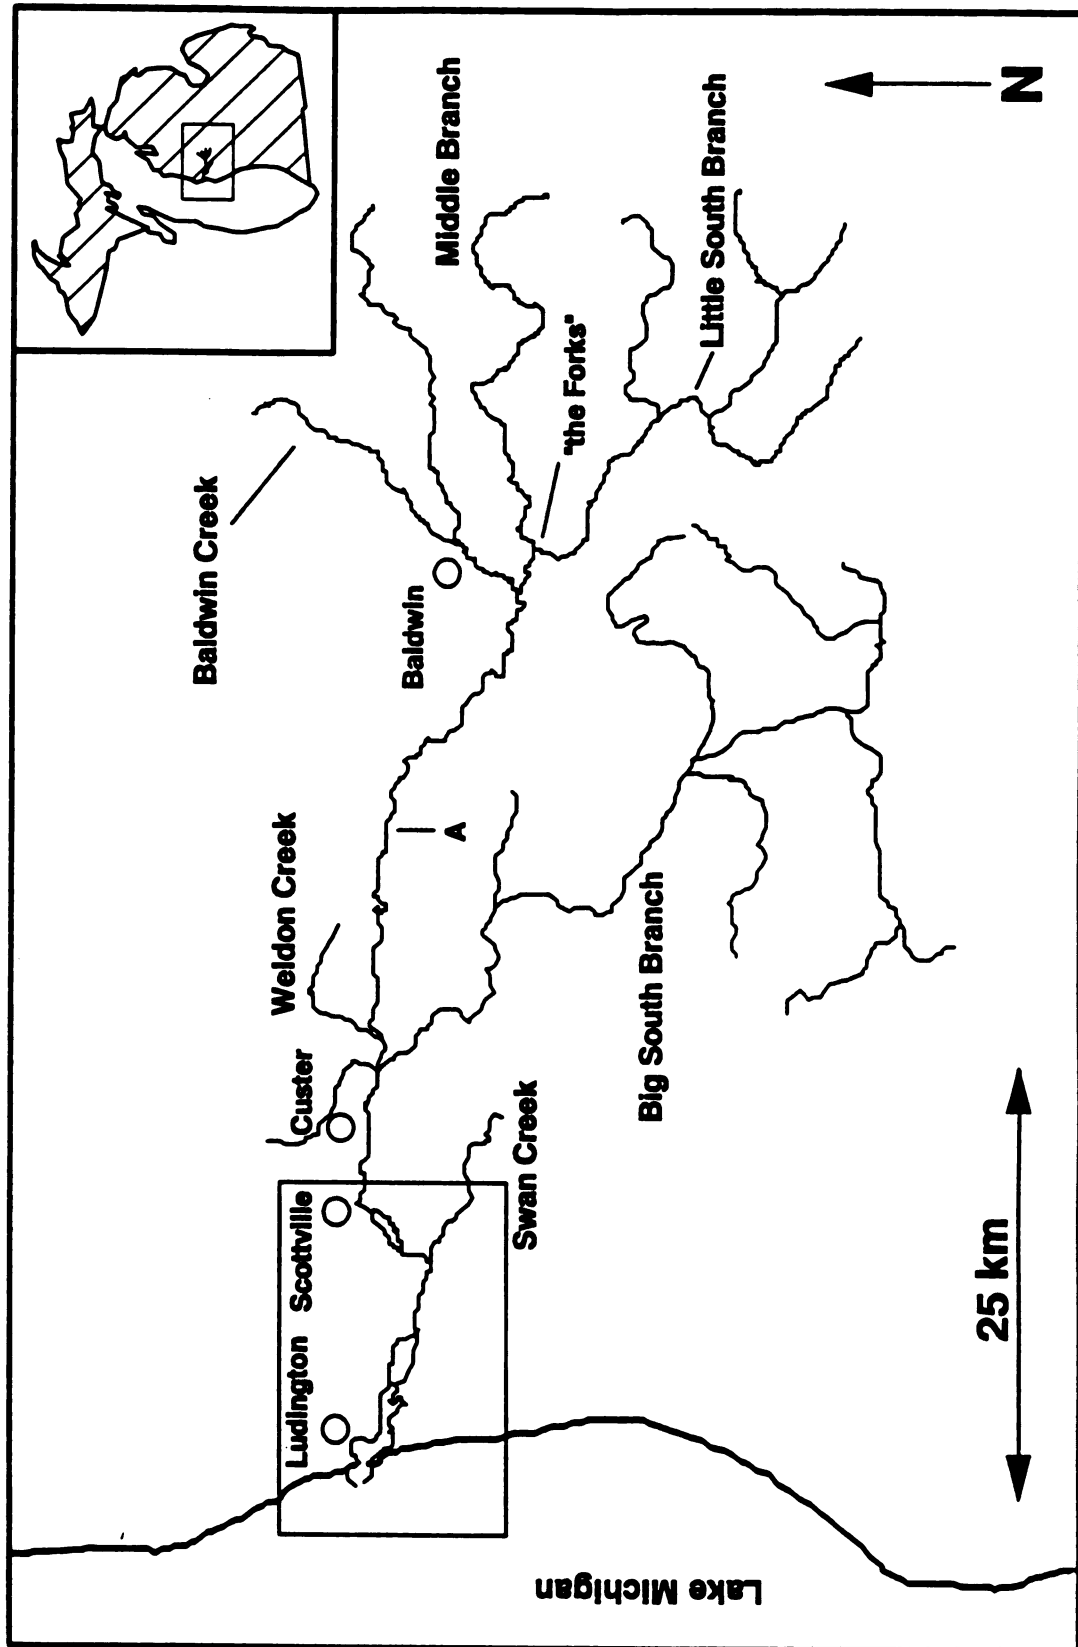 Baldwin Creek
Middle Branch
Weldon Creek
Baldwin
"the Forks"
Little South Branch
Custer
A
Ludington
Scottville
Swan Creek
Big South Branch
Lake Michigan
25 km
N